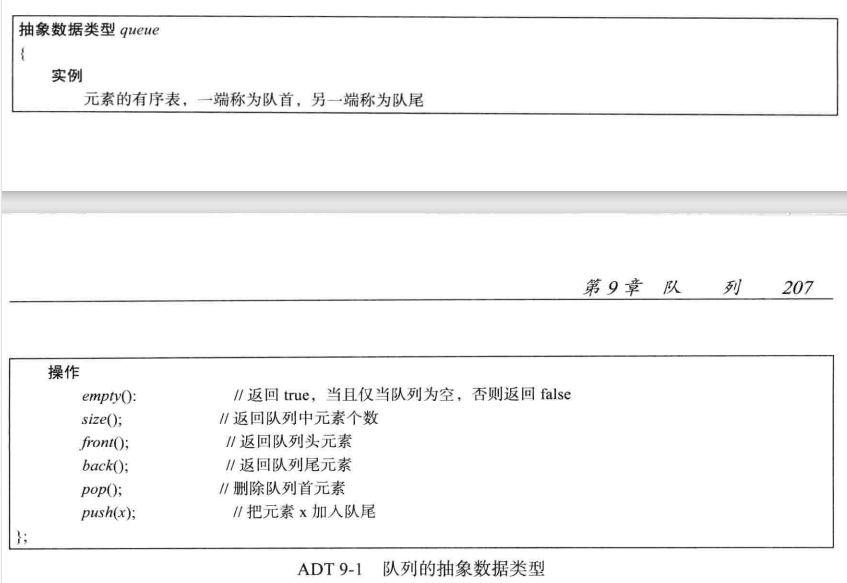 抽象数据类型 queue
{
实例
元素的有序表，一端称为队首，另一端称为队尾
第 9 章 队 列 207
操作
empty(): // 返回 true，当且仅当队列为空，否则返回 false
size(); // 返回队列中元素个数
front(); // 返回队列头元素
back(); // 返回队列尾元素
pop(); // 删除队列首元素
push(x); // 把元素 x 加入队尾
};
ADT 9-1 队列的抽象数据类型